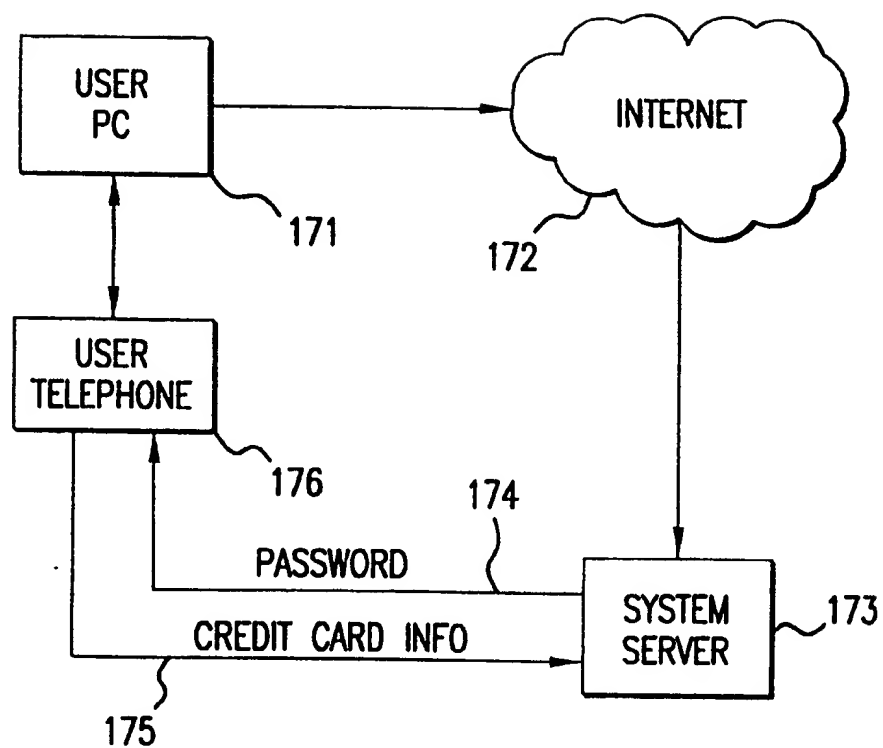 USER
PC
INTERNET
171
172
USER
TELEPHONE
176
174
PASSWORD
SYSTEM
SERVER
173
CREDIT CARD INFO
175